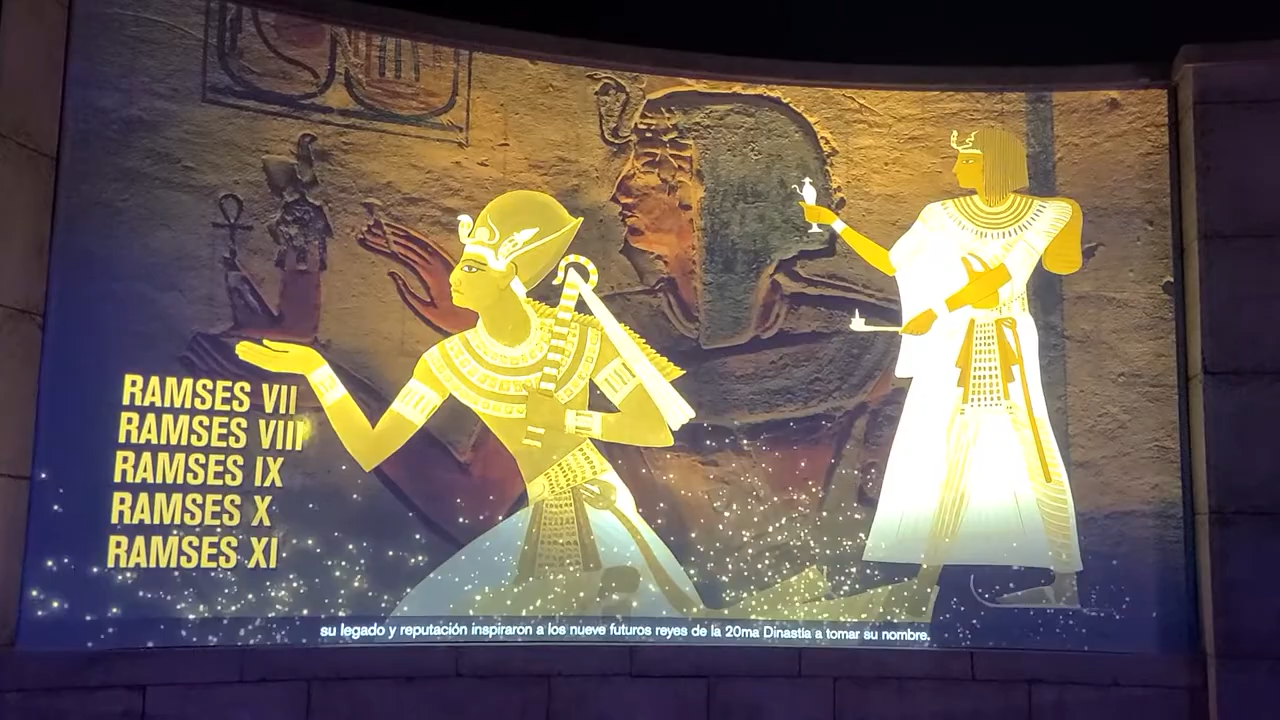 RAMSES VII
RAMSES VIII
RAMSES IX
RAMSES X
RAMSES XI
su legado y reputación inspiraron a los nueve futuros reyes de la 20ma Dinastía a tomar su nombre.